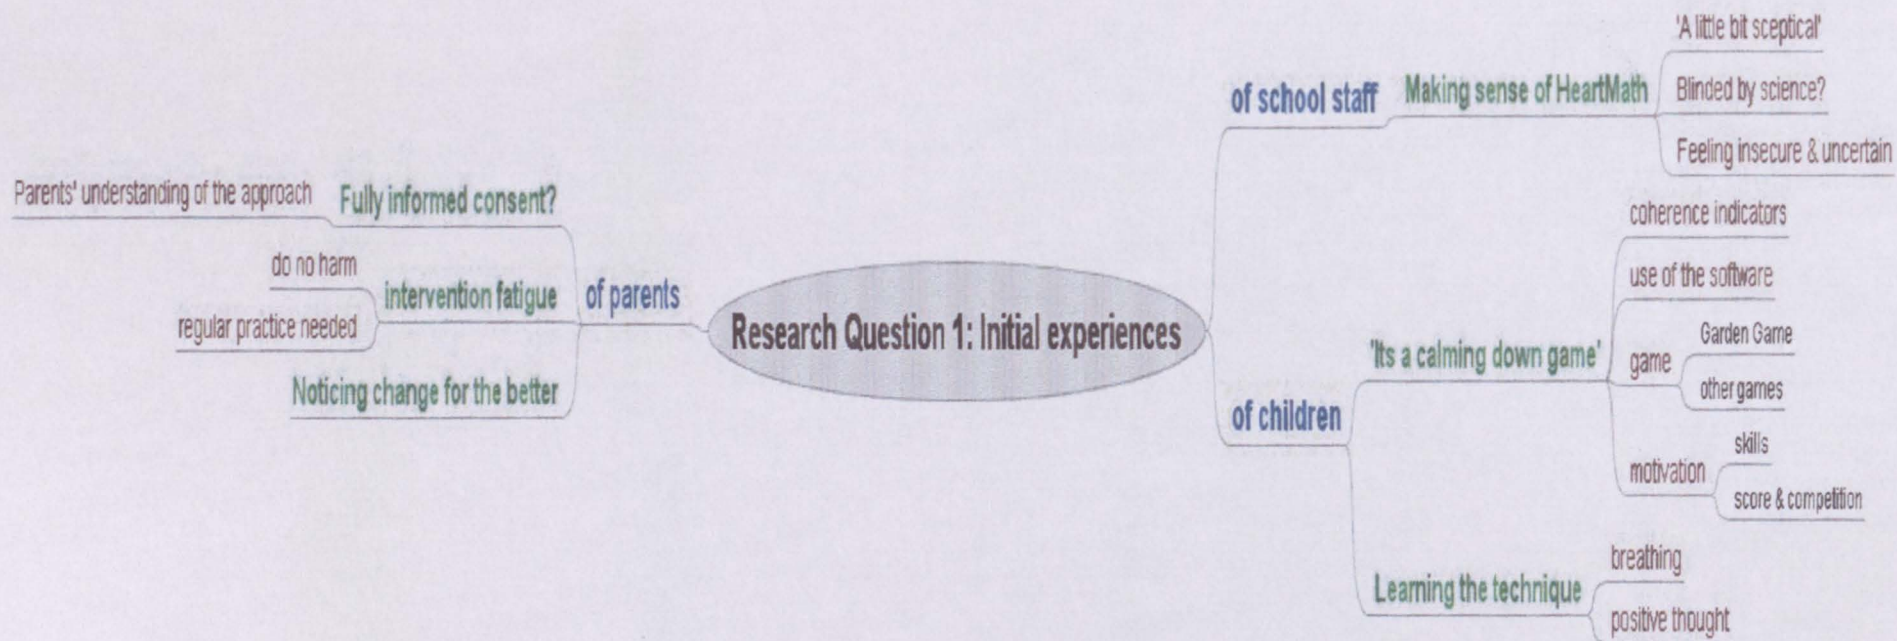 Research Question 1: Initial experiences
of school staff
Making sense of HeartMath
'A little bit sceptical'
Blinded by science?
Feeling insecure & uncertain
of children
'Its a calming down game'
coherence indicators
use of the software
game
Garden Game
other games
motivation
skills
score & competition
Learning the technique
breathing
positive thought
of parents
Fully informed consent?
Parents' understanding of the approach
intervention fatigue
do no harm
regular practice needed
Noticing change for the better